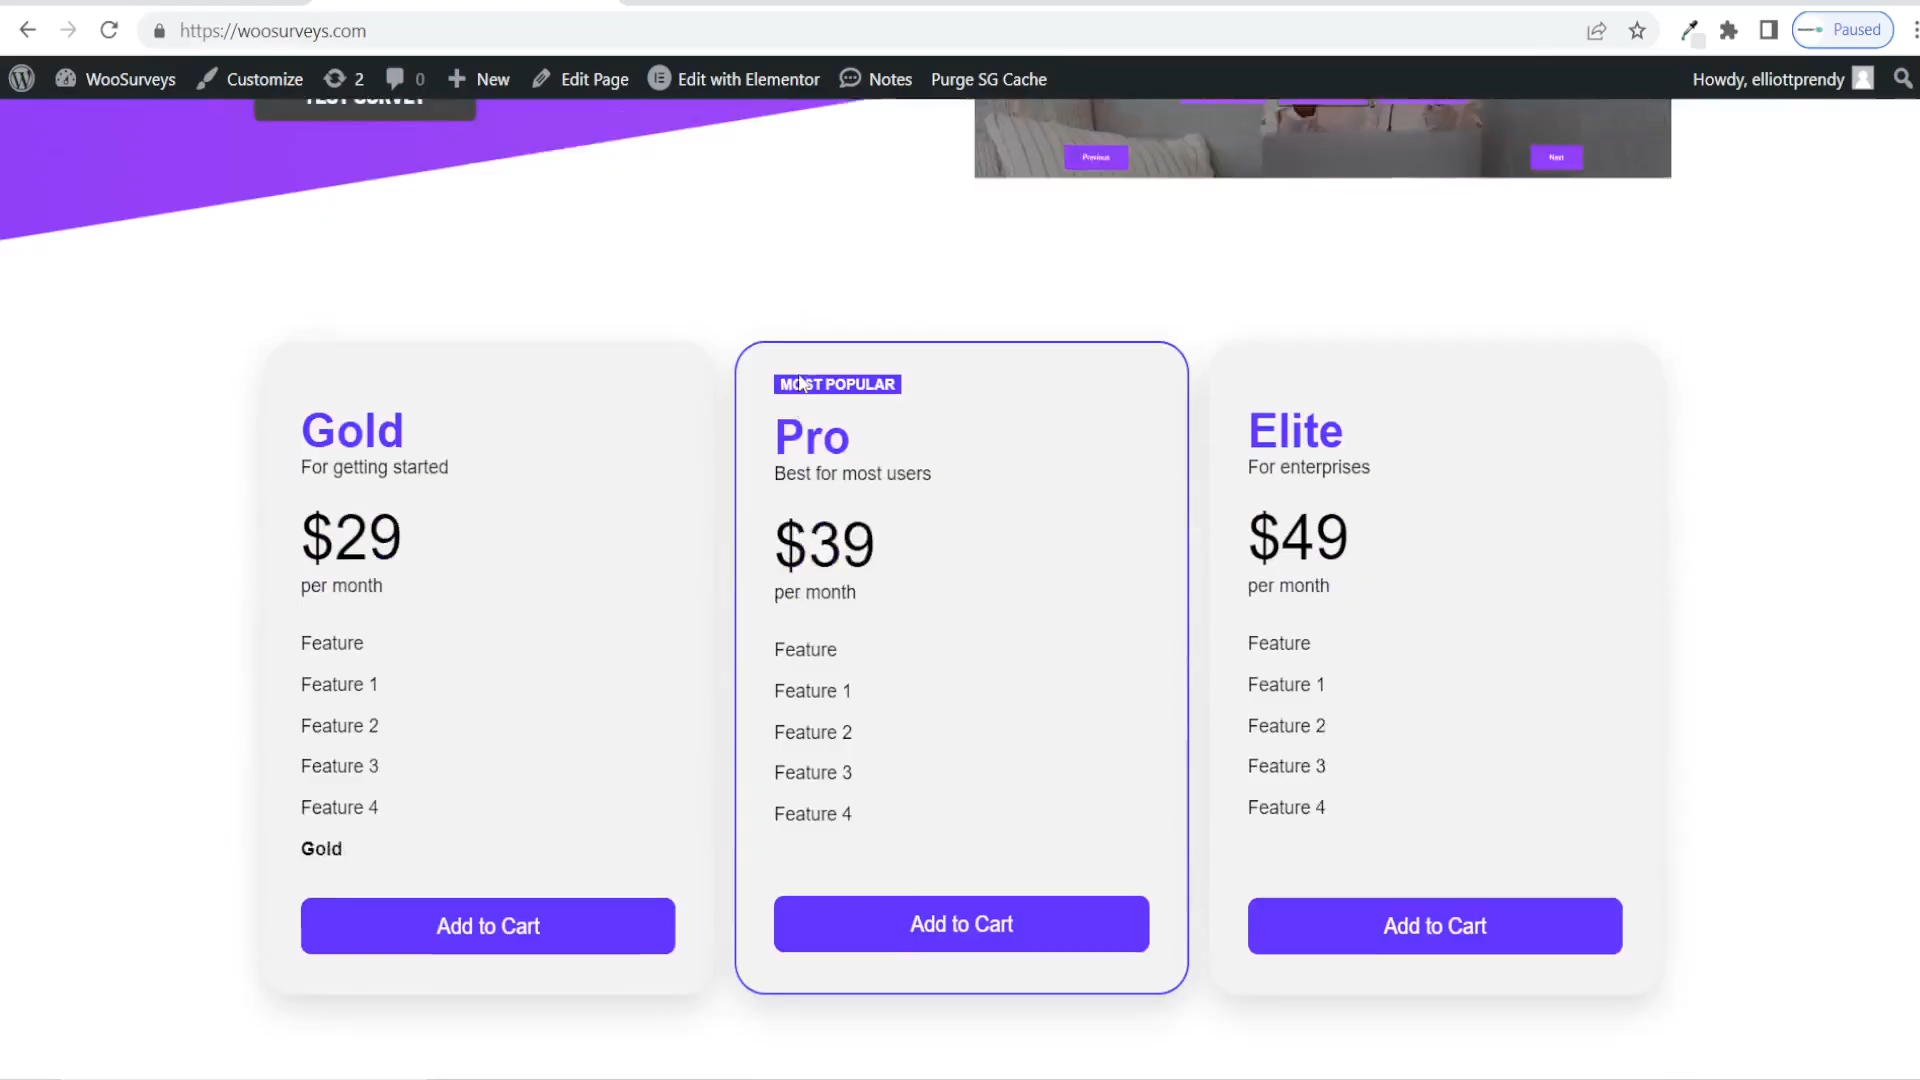 https://woosurveys.com
Paused
WooSurveys
Customize
2
0
New
Edit Page
Edit with Elementor
Notes
Purge SG Cache
Howdy, elliottprendy
TEST SURVEY
Previous
Next
Gold
For getting started
$29
per month
Feature
Feature 1
Feature 2
Feature 3
Feature 4
Gold
Add to Cart
MOST POPULAR
Pro
Best for most users
$39
per month
Feature
Feature 1
Feature 2
Feature 3
Feature 4
Add to Cart
Elite
For enterprises
$49
per month
Feature
Feature 1
Feature 2
Feature 3
Feature 4
Add to Cart